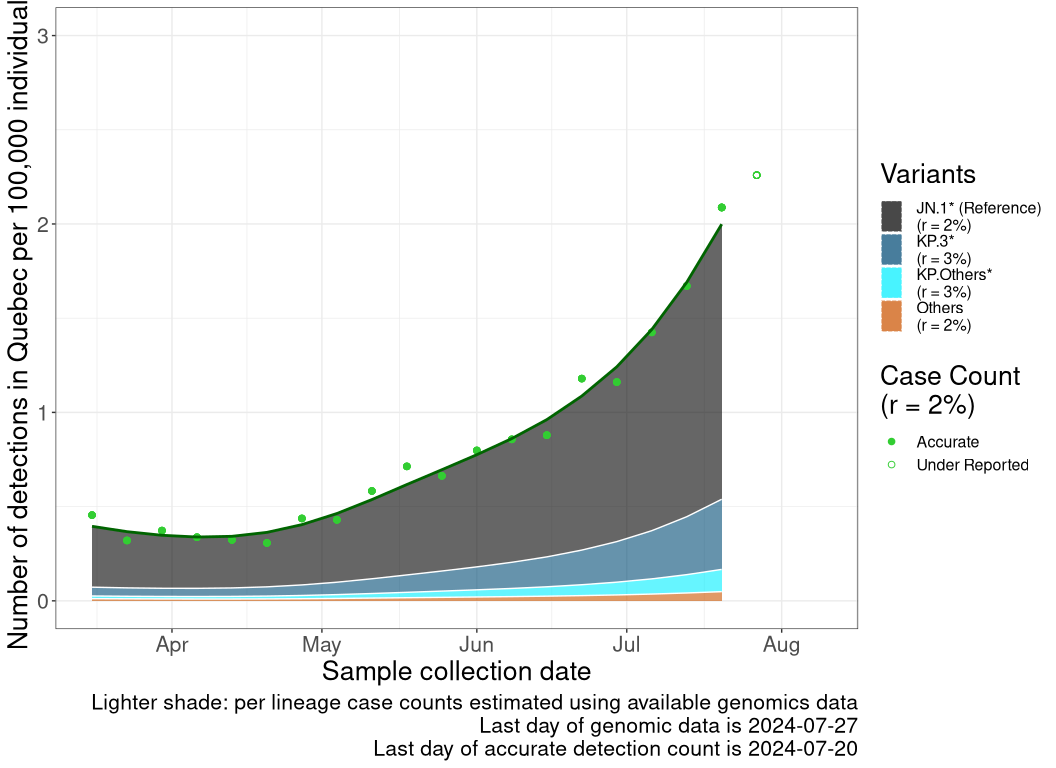 Number of detections in Quebec per 100,000 individual
3
2
1
0
Apr
May
Jun
Jul
Aug
Sample collection date
Lighter shade: per lineage case counts estimated using available genomics data
Last day of genomic data is 2024-07-27
Last day of accurate detection count is 2024-07-20
Variants
JN.1* (Reference)
(r = 2%)
KP.3*
(r = 3%)
KP.Others*
(r = 3%)
Others
(r = 2%)
Case Count
(r = 2%)
Accurate
Under Reported